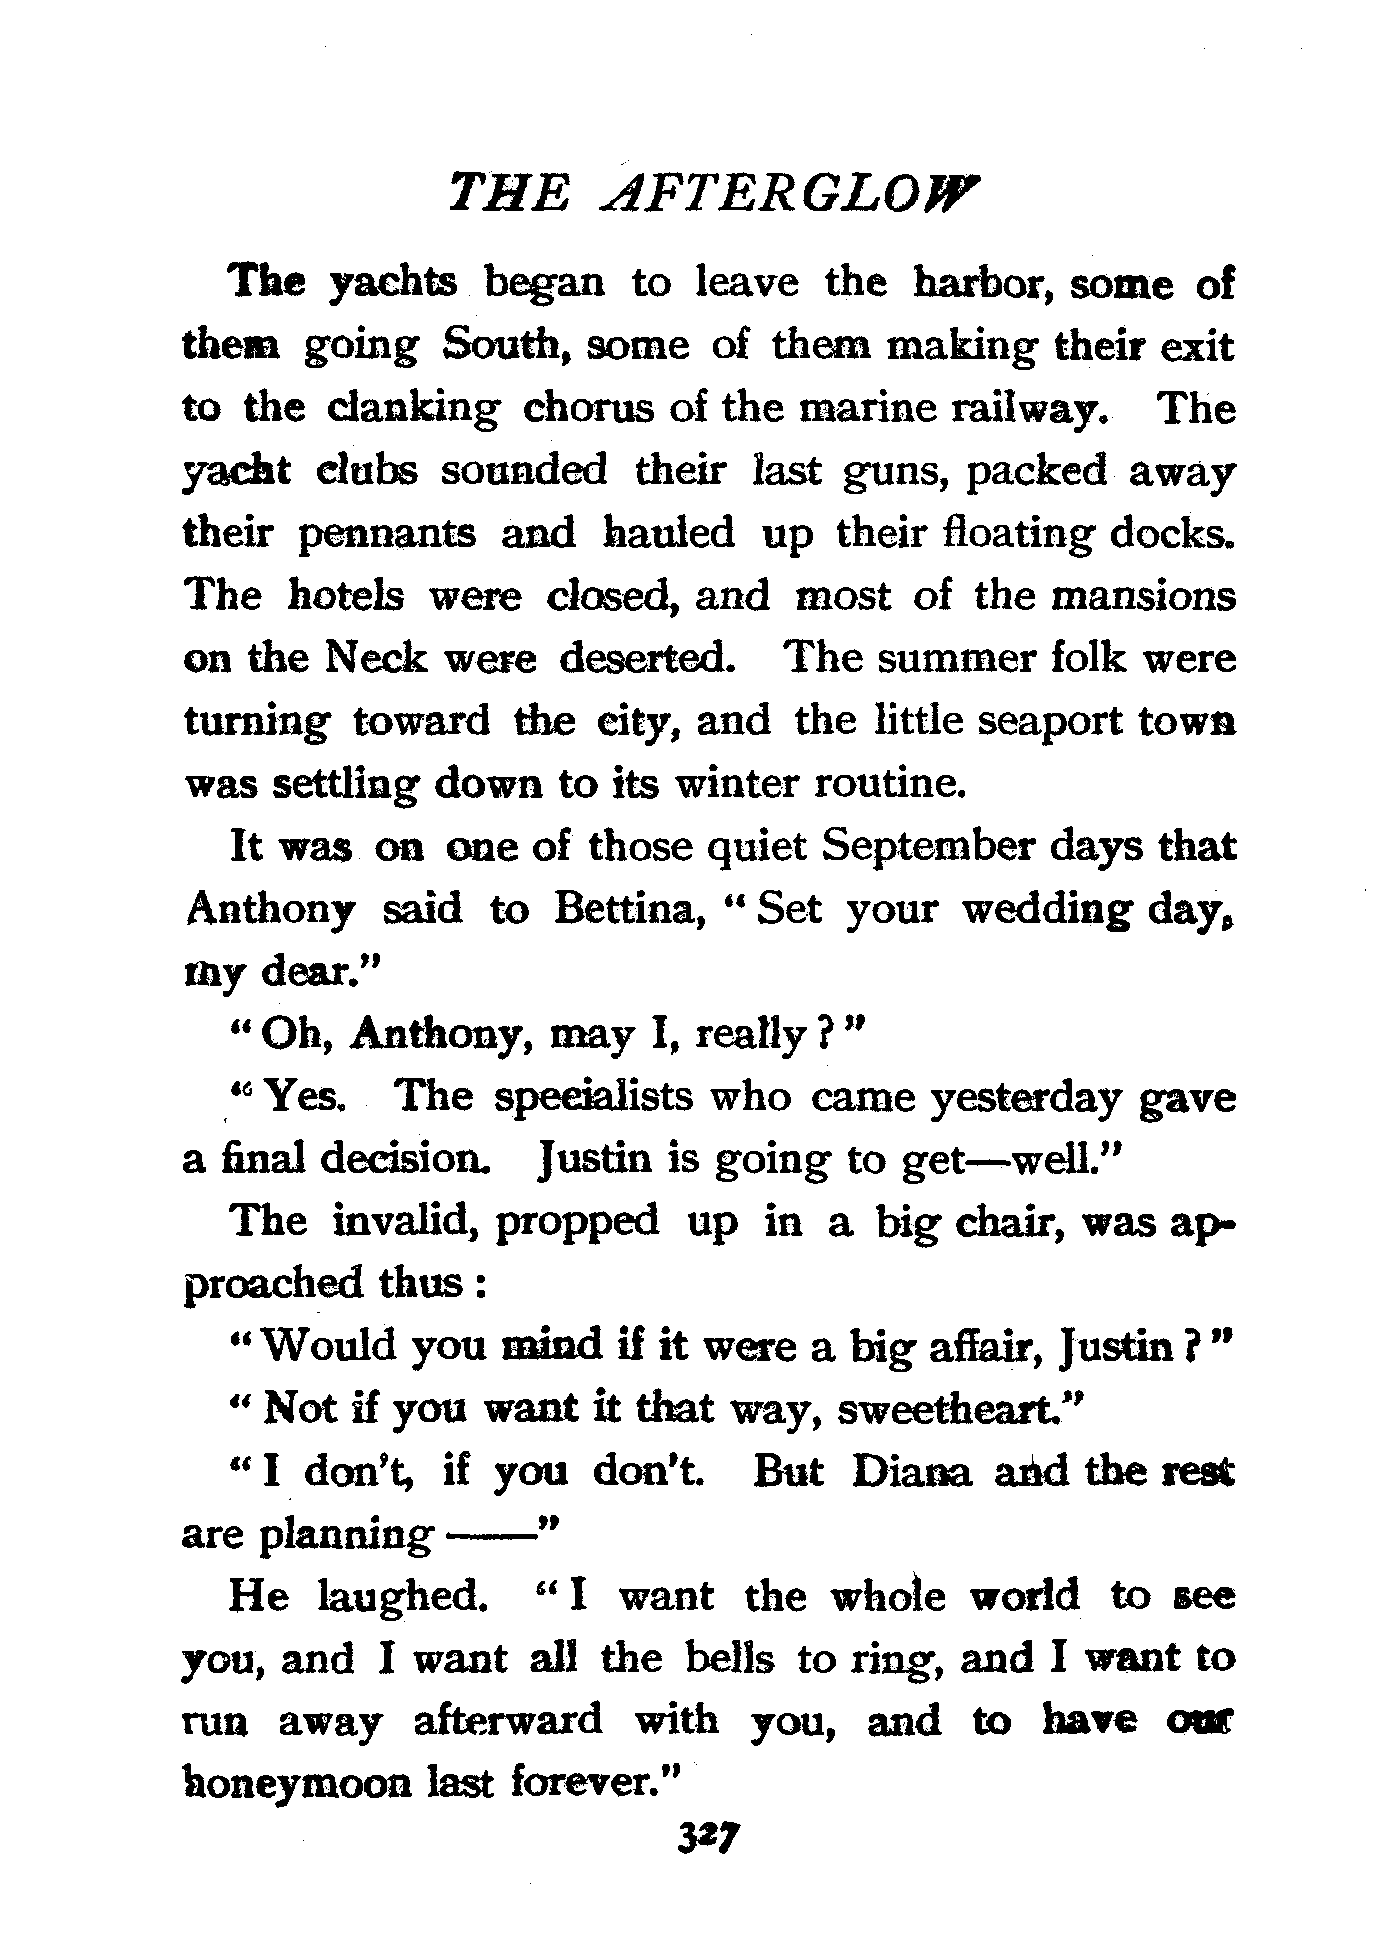 THE AFTERGLOW
The yachts began to leave the harbor, some of
them going South, some of them making their exit
to the clanking chorus of the marine railway. The
yacht clubs sounded their last guns, packed away
their pennants and hauled up their floating docks.
The hotels were closed, and most of the mansions
on the Neck were deserted. The summer folk were
turning toward the city, and the little seaport town
was settling down to its winter routine.
It was on one of those quiet September days that
Anthony said to Bettina, “Set your wedding day,
my dear.”
“Oh, Anthony, may I, really?”
“Yes. The specialists who came yesterday gave
a final decision. Justin is going to get—well.”
The invalid, propped up in a big chair, was ap-
proached thus:
“Would you mind if it were a big affair, Justin?”
“Not if you want it that way, sweetheart.”
“I don’t, if you don’t. But Diana and the rest
are planning ——”
He laughed. “I want the whole world to see
you, and I want all the bells to ring, and I want to
run away afterward with you, and to have our
honeymoon last forever.”
327